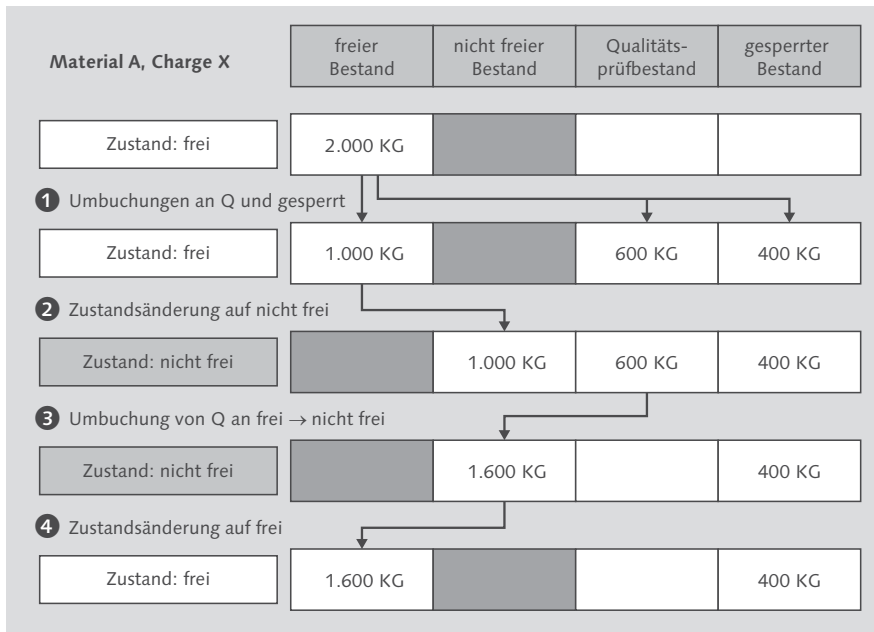 Material A, Charge X
freier
Bestand
nicht freier
Bestand
Qualitäts-
prüfbestand
gesperrter
Bestand
Zustand: frei
2.000 KG
1 Umbuchungen an Q und gesperrt
Zustand: frei
1.000 KG
600 KG
400 KG
2 Zustandsänderung auf nicht frei
Zustand: nicht frei
1.000 KG
600 KG
400 KG
3 Umbuchung von Q an frei → nicht frei
Zustand: nicht frei
1.600 KG
400 KG
4 Zustandsänderung auf frei
Zustand: frei
1.600 KG
400 KG